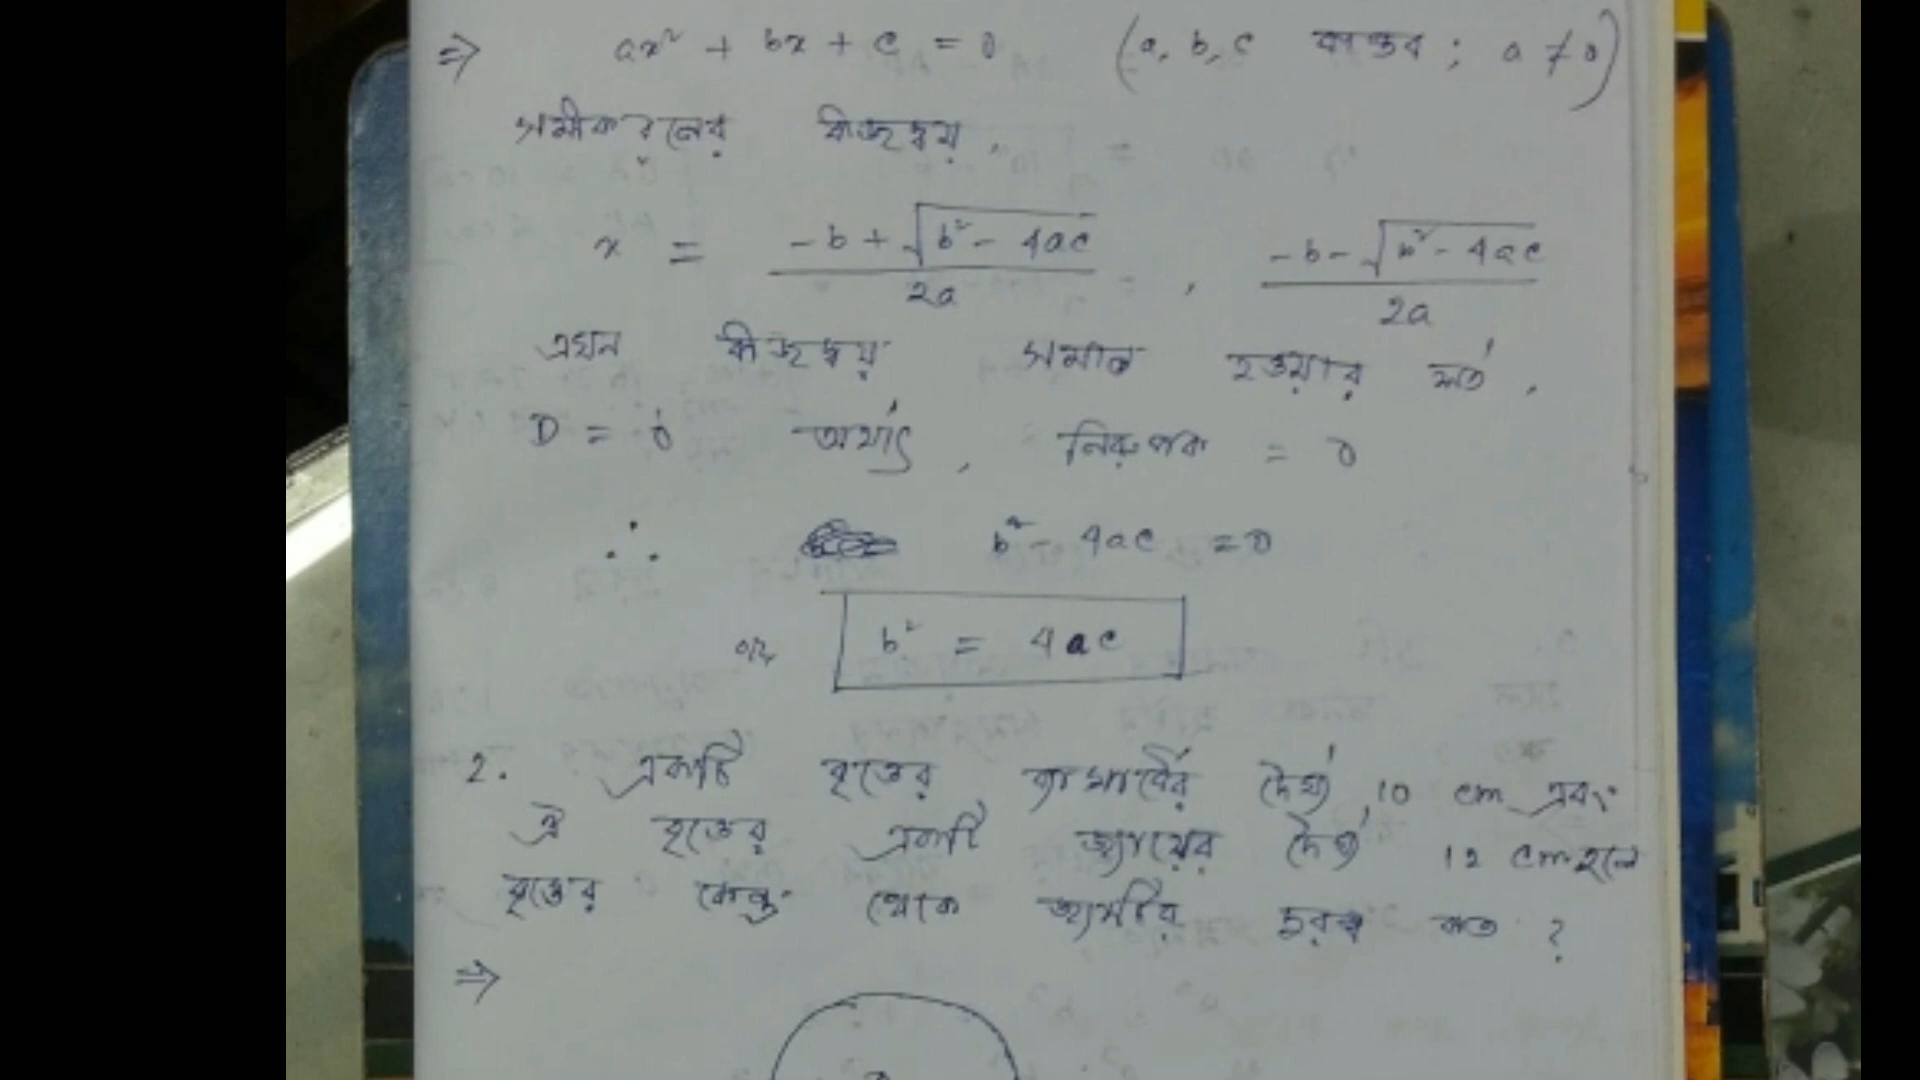 ⇒ ax² + bx + c = 0 (a, b, c বাস্তব ; a ≠ 0)
সমীকরনের বীজদ্বয়,
x = (-b + √(b² - 4ac))/2a , (-b - √(b² - 4ac))/2a
এখন বীজদ্বয় সমান হওয়ার শর্ত,
D = 0 অর্থাৎ, নিরুপক = 0
∴ b² - 4ac = 0
or, b² = 4ac
2. একটি বৃত্তের ব্যাসার্ধের দৈর্ঘ্য 10 cm এবং
ঐ বৃত্তের একটি জ্যায়ের দৈর্ঘ্য 12 cm হলে
বৃত্তের কেন্দ্র থেকে জ্যাটির দূরত্ব কত ?
⇒